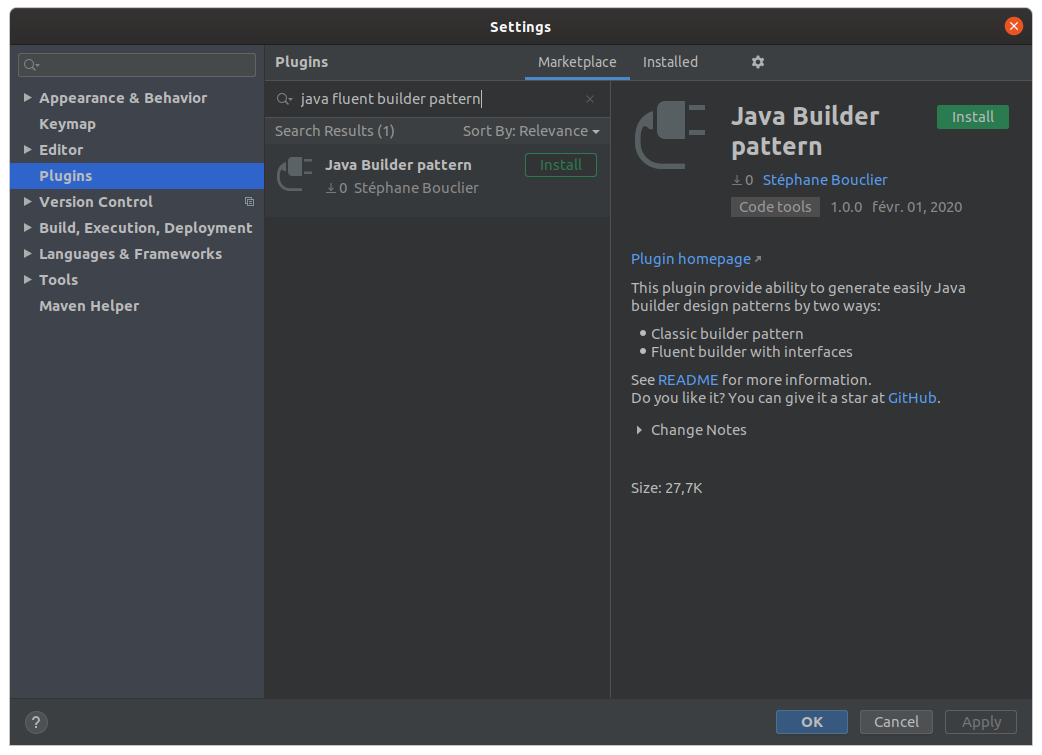 Settings
Appearance & Behavior
Keymap
Editor
Plugins
Version Control
Build, Execution, Deployment
Languages & Frameworks
Tools
Maven Helper
Plugins
Marketplace
Installed
java fluent builder pattern
Search Results (1)
Sort By: Relevance
Java Builder pattern
Install
0 Stéphane Bouclier
Java Builder
pattern
Install
0 Stéphane Bouclier
Code tools 1.0.0 févr. 01, 2020
Plugin homepage
This plugin provide ability to generate easily Java
builder design patterns by two ways:
Classic builder pattern
Fluent builder with interfaces
See README for more information.
Do you like it? You can give it a star at GitHub.
Change Notes
Size: 27,7K
?
OK
Cancel
Apply